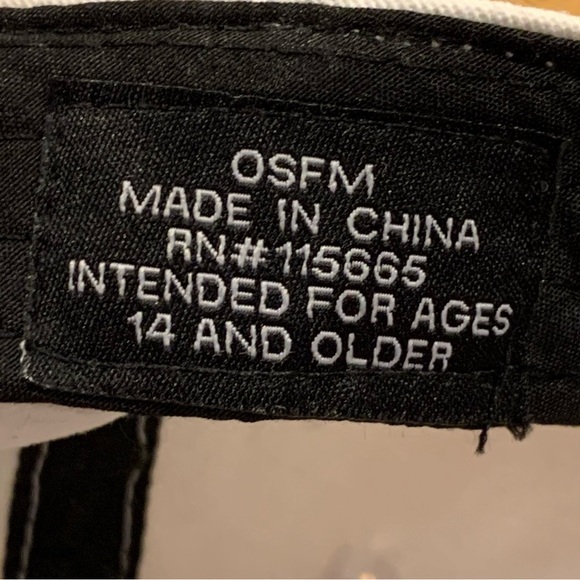 OSFM
MADE IN CHINA
RN# 115665
INTENDED FOR AGES
14 AND OLDER